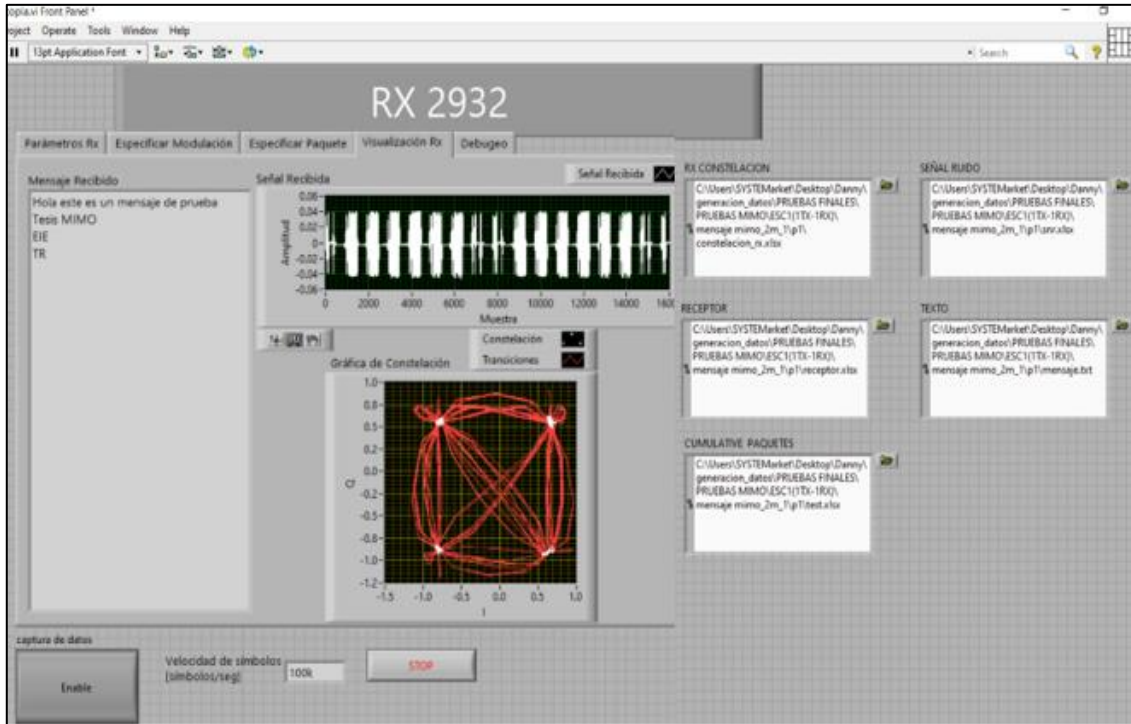 opia.vi Front Panel *
oject Operate Tools Window Help
13pt Application Font
Search
RX 2932
Parámetros Rx
Especificar Modulación
Especificar Paquete
Visualización Rx
Debugeo
Mensaje Recibido
Hola este es un mensaje de prueba
Tesis MIMO
EIE
TR
Señal Recibida
Señal Recibida
Amplitud
0.06
0.04
0.02
0
-0.02
-0.04
-0.06
0 2000 4000 6000 8000 10000 12000 14000 1600
Muestra
Constelación
Transiciones
Gráfica de Constelación
Q
1.0
0.8
0.5
0.2
0.0
-0.2
-0.5
-0.8
-1.0
-1.2
-1.5 -1.0 -0.5 0.0 0.5 1.0
I
RX CONSTELACION
C:\Users\SYSTEMarket\Desktop\Danny\
generacion_datos\PRUEBAS FINALES\
PRUEBAS MIMO\ESC1(1TX-1RX)\
mensaje mimo_2m_1\p1\
constelacion_rx.xlsx
SEÑAL RUIDO
C:\Users\SYSTEMarket\Desktop\Danny\
generacion_datos\PRUEBAS FINALES\
PRUEBAS MIMO\ESC1(1TX-1RX)\
mensaje mimo_2m_1\p1\snr.xlsx
RECEPTOR
C:\Users\SYSTEMarket\Desktop\Danny\
generacion_datos\PRUEBAS FINALES\
PRUEBAS MIMO\ESC1(1TX-1RX)\
mensaje mimo_2m_1\p1\receptor.xlsx
TEXTO
C:\Users\SYSTEMarket\Desktop\Danny\
generacion_datos\PRUEBAS FINALES\
PRUEBAS MIMO\ESC1(1TX-1RX)\
mensaje mimo_2m_1\p1\mensaje.txt
CUMULATIVE PAQUETES
C:\Users\SYSTEMarket\Desktop\Danny\
generacion_datos\PRUEBAS FINALES\
PRUEBAS MIMO\ESC1(1TX-1RX)\
mensaje mimo_2m_1\p1\test.xlsx
captura de datos
Enable
Velocidad de símbolos
[símbolos/seg]
100k
STOP